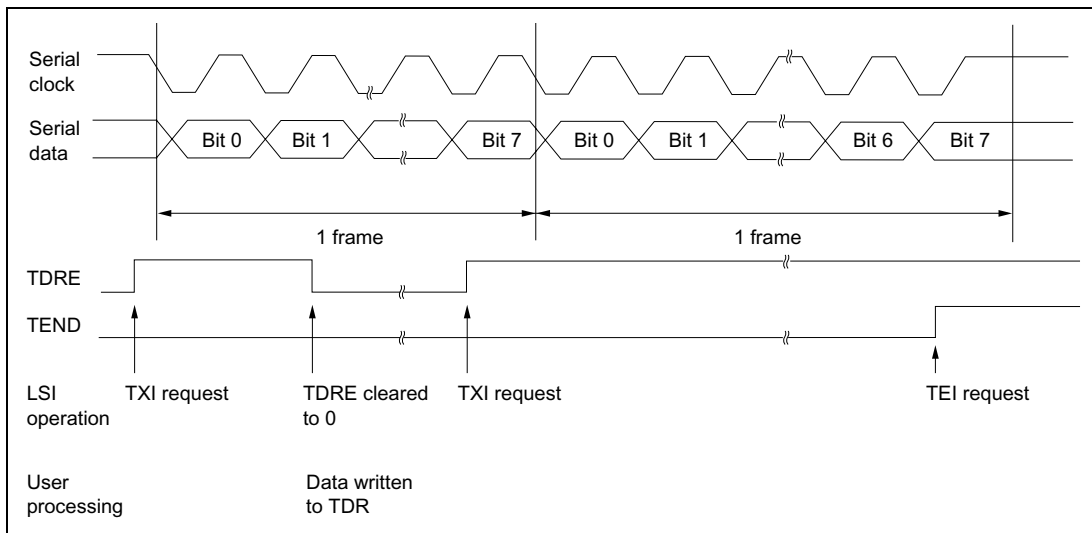 Serial
clock
Serial
data
Bit 0
Bit 1
Bit 7
Bit 0
Bit 1
Bit 6
Bit 7
1 frame
1 frame
TDRE
TEND
LSI
operation
TXI request
TDRE cleared
to 0
TXI request
TEI request
User
processing
Data written
to TDR